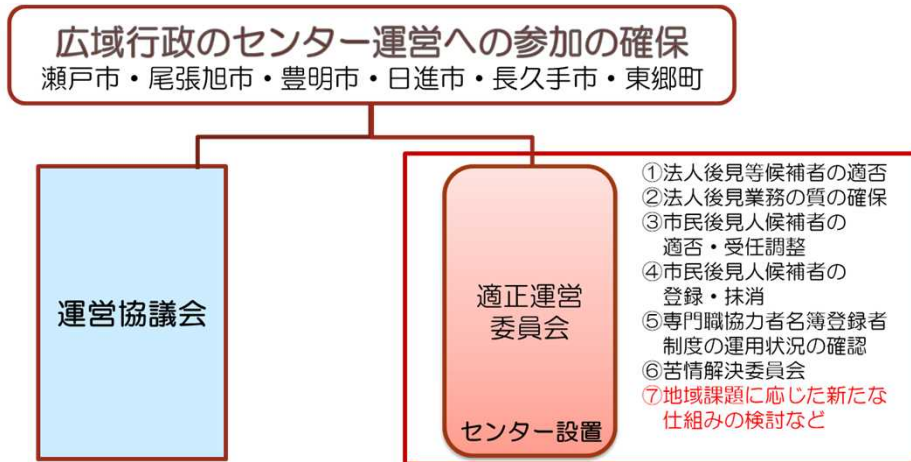 広域行政のセンター運営への参加の確保
瀬戸市・尾張旭市・豊明市・日進市・長久手市・東郷町
運営協議会
適正運営
委員会
センター設置
①法人後見等候補者の適否
②法人後見業務の質の確保
③市民後見人候補者の
適否・受任調整
④市民後見人候補者の
登録・抹消
⑤専門職協力者名簿登録者
制度の運用状況の確認
⑥苦情解決委員会
⑦地域課題に応じた新たな
仕組みの検討など